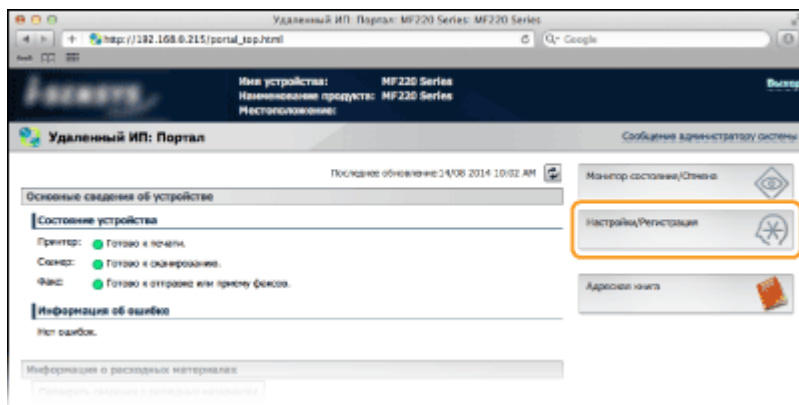 Удаленный ИП: Портал: MF220 Series: MF220 Series
http://192.168.0.215/portal_top.html
Google
Имя устройства: MF220 Series
Наименование продукта: MF220 Series
Местоположение:
Выход
Удаленный ИП: Портал
Сообщение администратору системы
Последнее обновление:14/08 2014 10:02 AM
Основные сведения об устройстве
Состояние устройства
Принтер: Готово к печати.
Сканер: Готово к сканированию.
Факс: Готово к отправке или приему факсов.
Информация об ошибке
Нет ошибок.
Информация о расходных материалах
Монитор состояния/Отмена
Настройки/Регистрация
Адресная книга